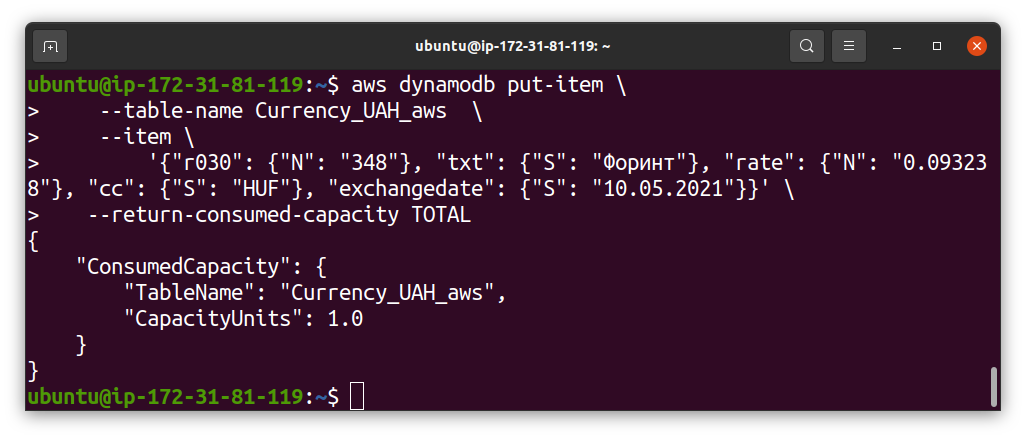 ubuntu@ip-172-31-81-119: ~
ubuntu@ip-172-31-81-119:~$ aws dynamodb put-item \
>     --table-name Currency_UAH_aws  \
>     --item \
>         '{"r030": {"N": "348"}, "txt": {"S": "Форинт"}, "rate": {"N": "0.09323
8"}, "cc": {"S": "HUF"}, "exchangedate": {"S": "10.05.2021"}}' \
>    --return-consumed-capacity TOTAL
{
    "ConsumedCapacity": {
        "TableName": "Currency_UAH_aws",
        "CapacityUnits": 1.0
    }
}
ubuntu@ip-172-31-81-119:~$